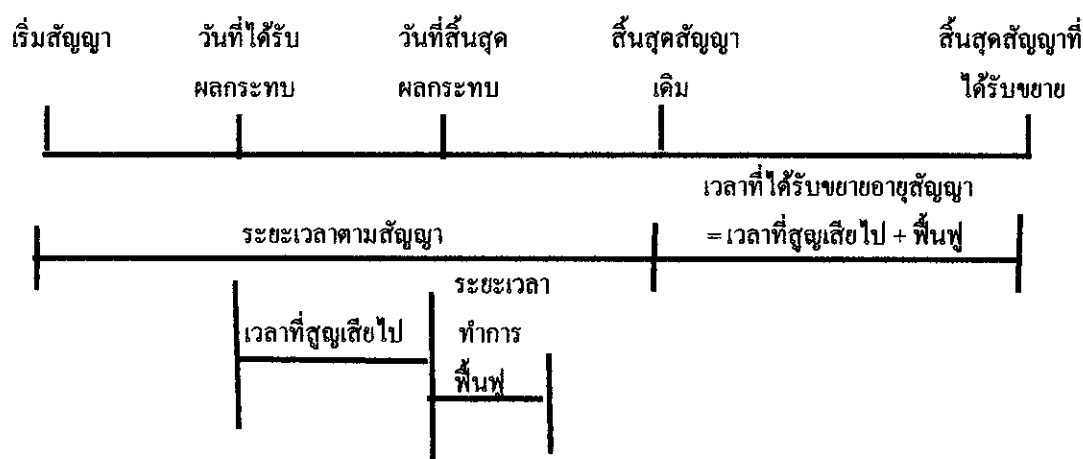 เริ่มสัญญา วันที่ได้รับ วันที่สิ้นสุด สิ้นสุดสัญญา สิ้นสุดสัญญาที่
ผลกระทบ ผลกระทบ เดิม ได้รับขยาย
เวลาที่ได้รับขยายอายุสัญญา
ระยะเวลาตามสัญญา = เวลาที่สูญเสียไป + ฟื้นฟู
ระยะเวลา
เวลาที่สูญเสียไป ทำการ
ฟื้นฟู